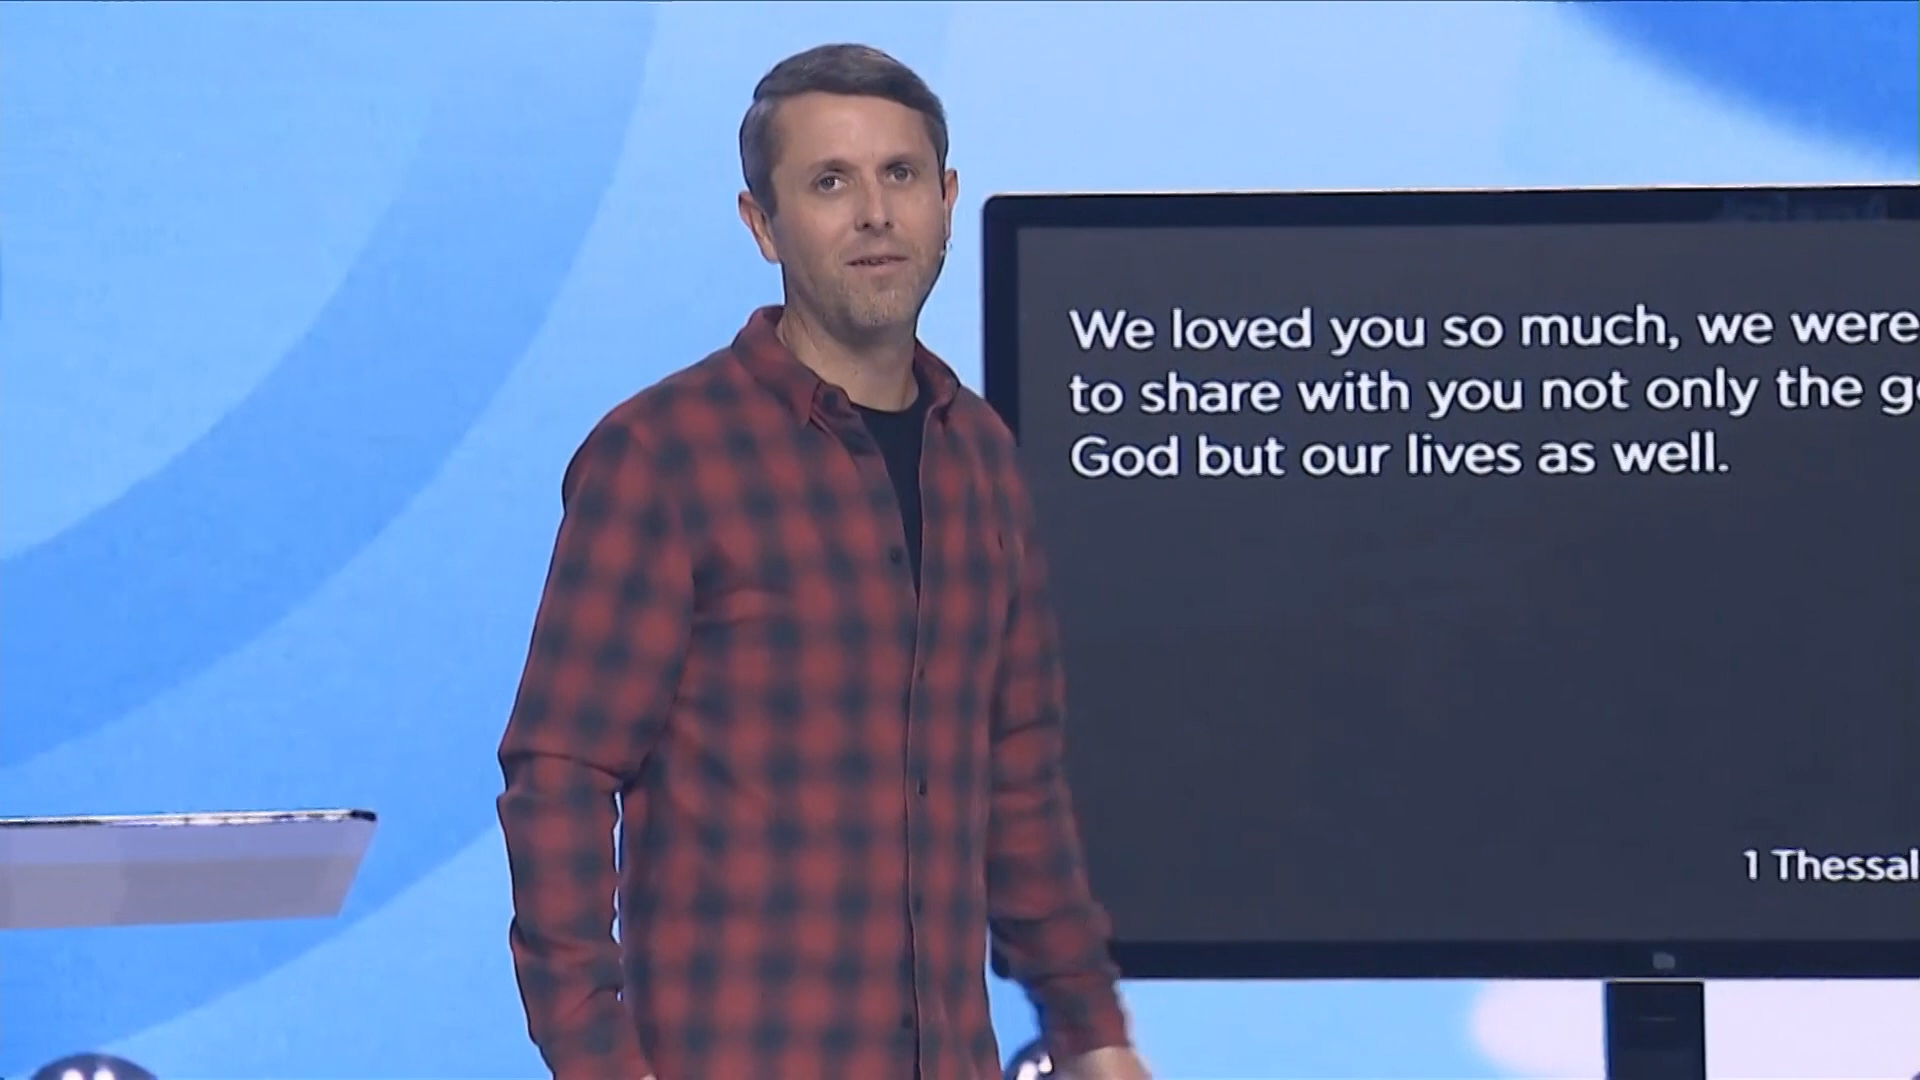 We loved you so much, we were
to share with you not only the
God but our lives as well.
1 Thessal